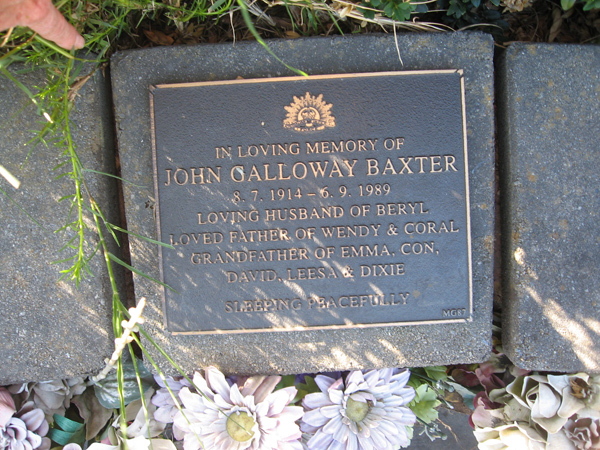 IN LOVING MEMORY OF
JOHN GALLOWAY BAXTER
8. 7. 1914 – 6. 9. 1989
LOVING HUSBAND OF BERYL
LOVED FATHER OF WENDY & CORAL
GRANDFATHER OF EMMA, CON,
DAVID, LEESA & DIXIE
SLEEPING PEACEFULLY
MG87